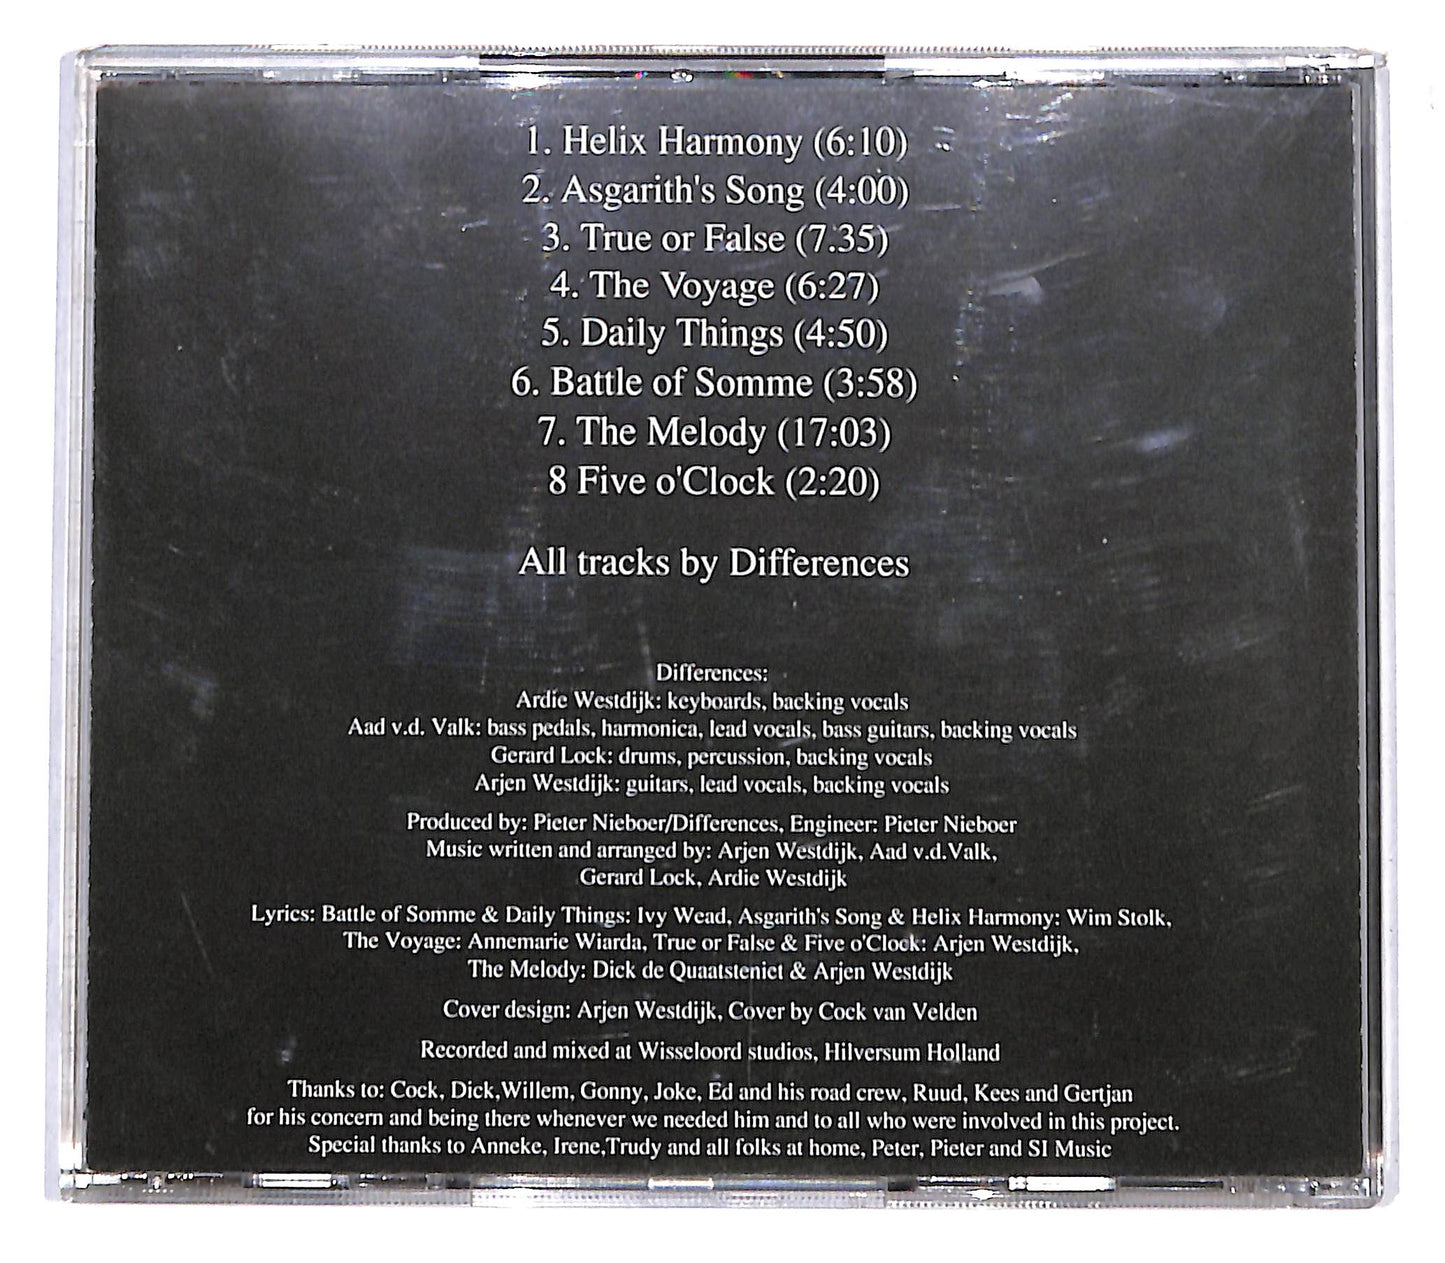 1. Helix Harmony (6:10)
2. Asgarith's Song (4:00)
3. True or False (7.35)
4. The Voyage (6:27)
5. Daily Things (4:50)
6. Battle of Somme (3:58)
7. The Melody (17:03)
8 Five o'Clock (2:20)
All tracks by Differences
Differences:
Ardie Westdijk: keyboards, backing vocals
Aad v.d. Valk: bass pedals, harmonica, lead vocals, bass guitars, backing vocals
Gerard Lock: drums, percussion, backing vocals
Arjen Westdijk: guitars, lead vocals, backing vocals
Produced by: Pieter Nieboer/Differences, Engineer: Pieter Nieboer
Music written and arranged by: Arjen Westdijk, Aad v.d.Valk,
Gerard Lock, Ardie Westdijk
Lyrics: Battle of Somme & Daily Things: Ivy Wead, Asgarith's Song & Helix Harmony: Wim Stolk,
The Voyage: Annemarie Wiarda, True or False & Five o'Clock: Arjen Westdijk,
The Melody: Dick de Quaatsteniet & Arjen Westdijk
Cover design: Arjen Westdijk, Cover by Cock van Velden
Recorded and mixed at Wisseloord studios, Hilversum Holland
Thanks to: Cock, Dick,Willem, Gonny, Joke, Ed and his road crew, Ruud, Kees and Gertjan
for his concern and being there whenever we needed him and to all who were involved in this project.
Special thanks to Anneke, Irene,Trudy and all folks at home, Peter, Pieter and SI Music